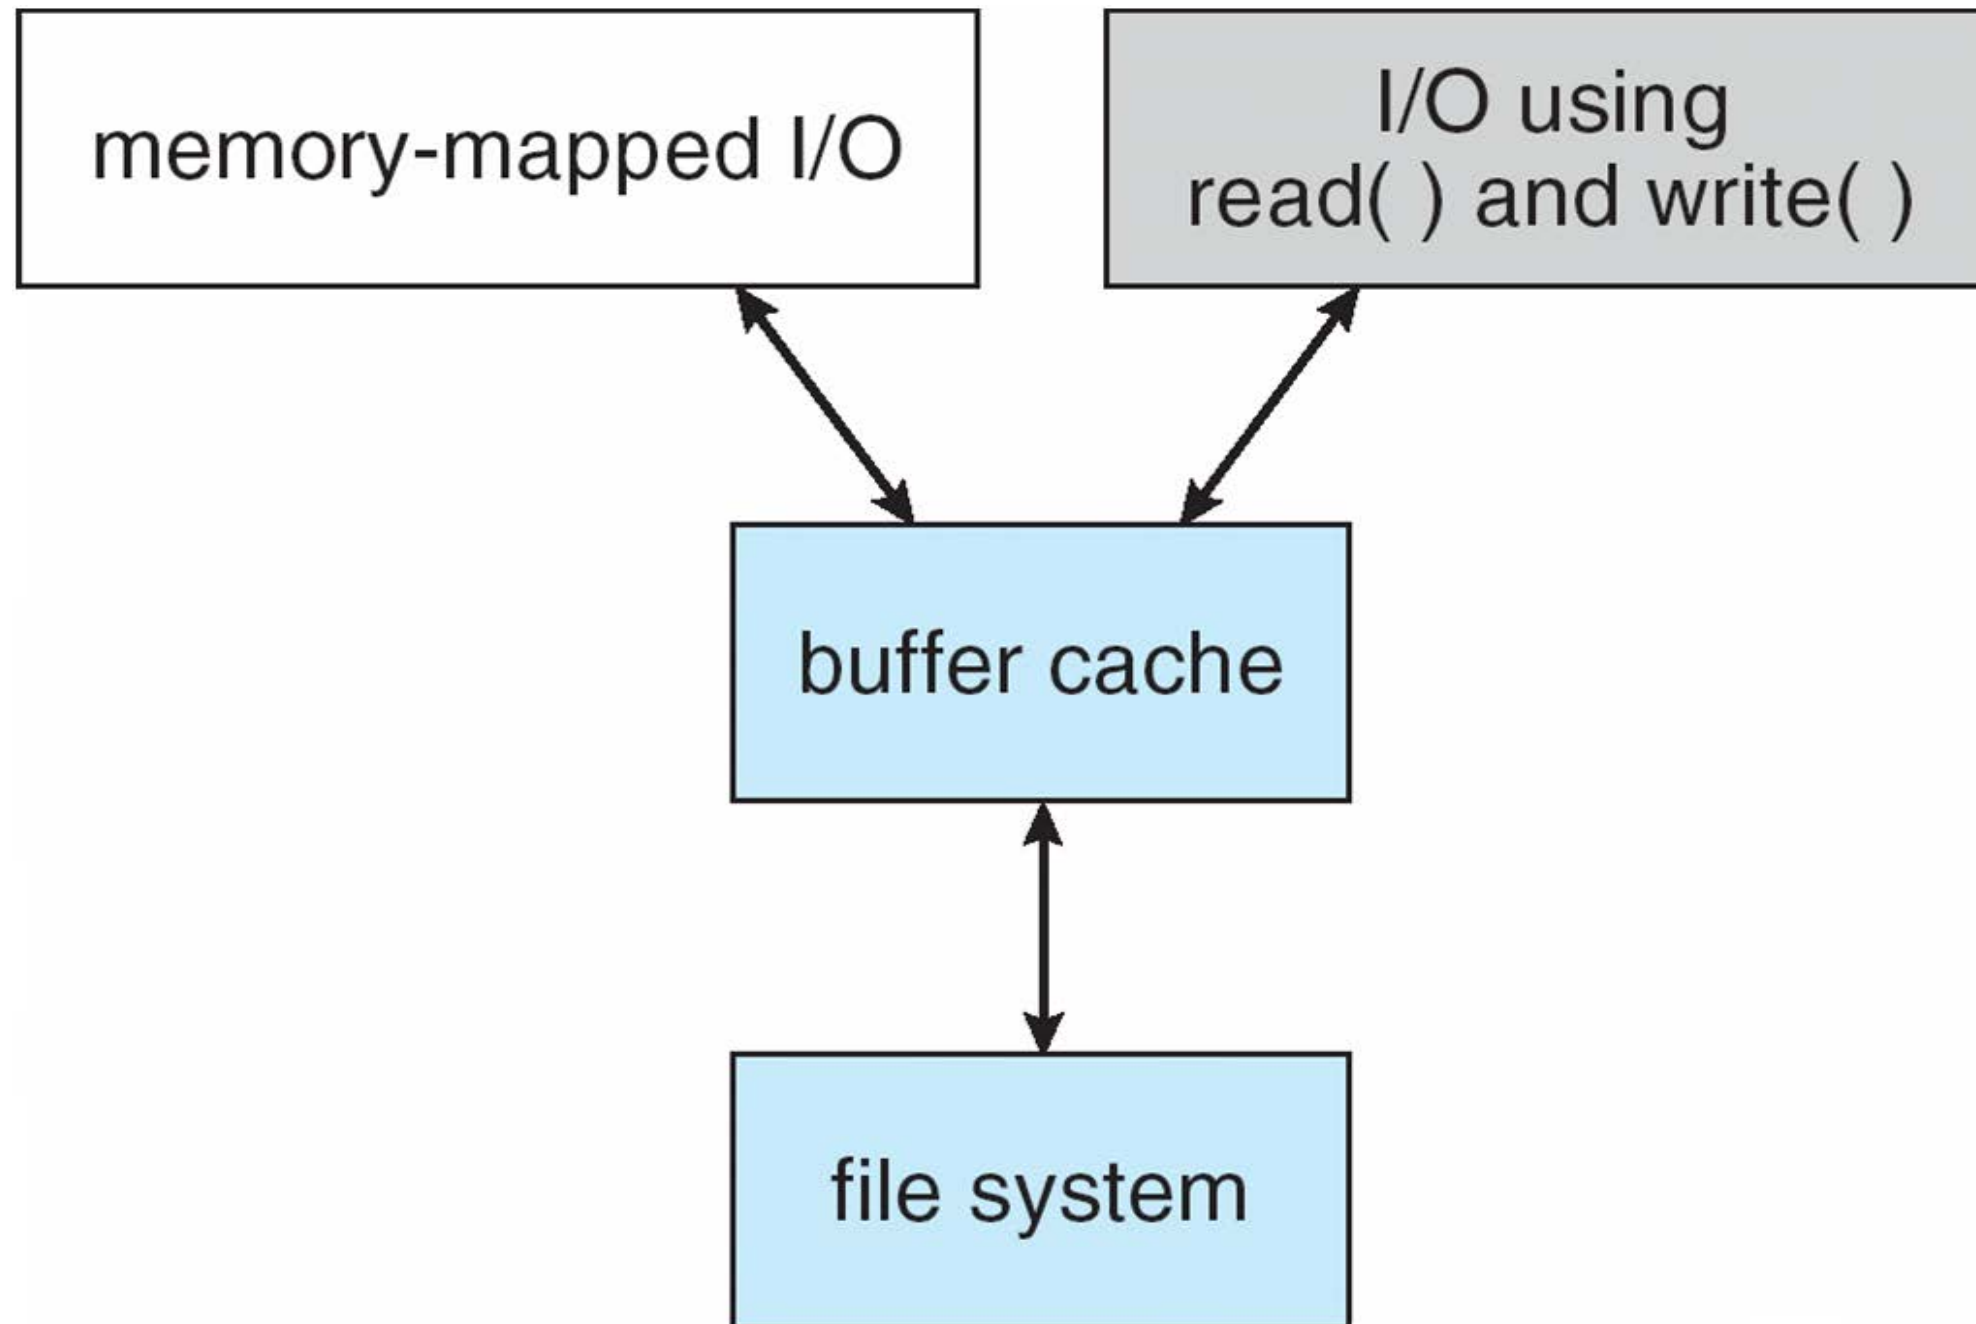 memory-mapped I/O
I/O using
read( ) and write( )
buffer cache
file system